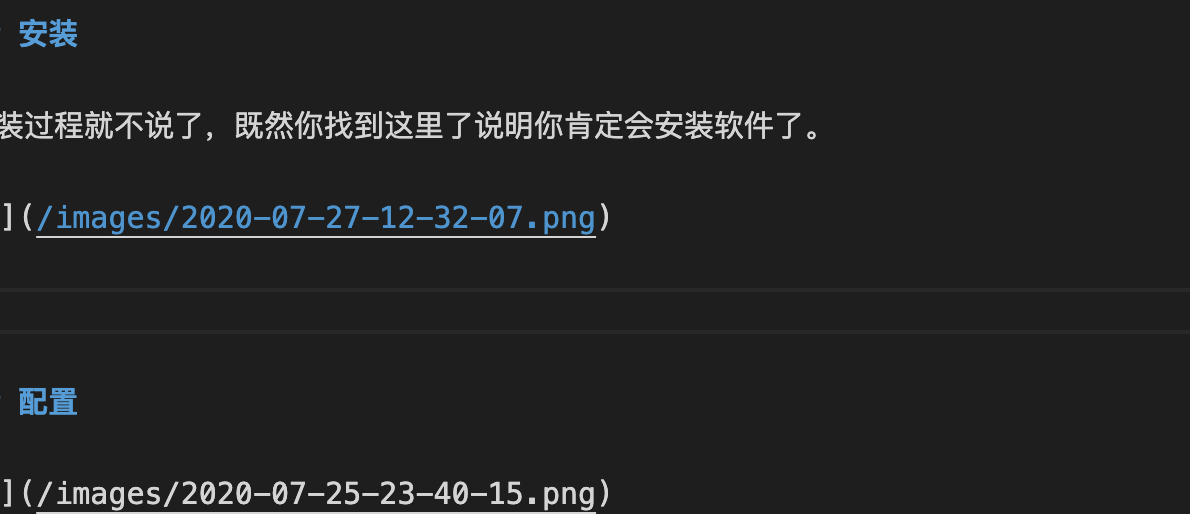 安装
装过程就不说了，既然你找到这里了说明你肯定会安装软件了。
](/images/2020-07-27-12-32-07.png)
配置
](/images/2020-07-25-23-40-15.png)